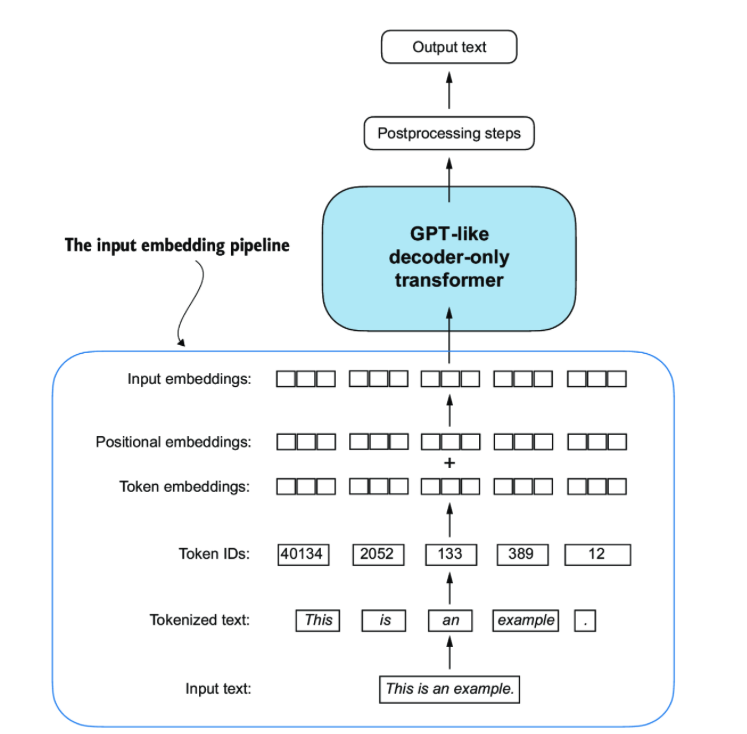 Output text
Postprocessing steps
GPT-like
decoder-only
transformer
The input embedding pipeline
Input embeddings:
Positional embeddings:
+
Token embeddings:
Token IDs: 40134 2052 133 389 12
Tokenized text: This is an example .
Input text: This is an example.